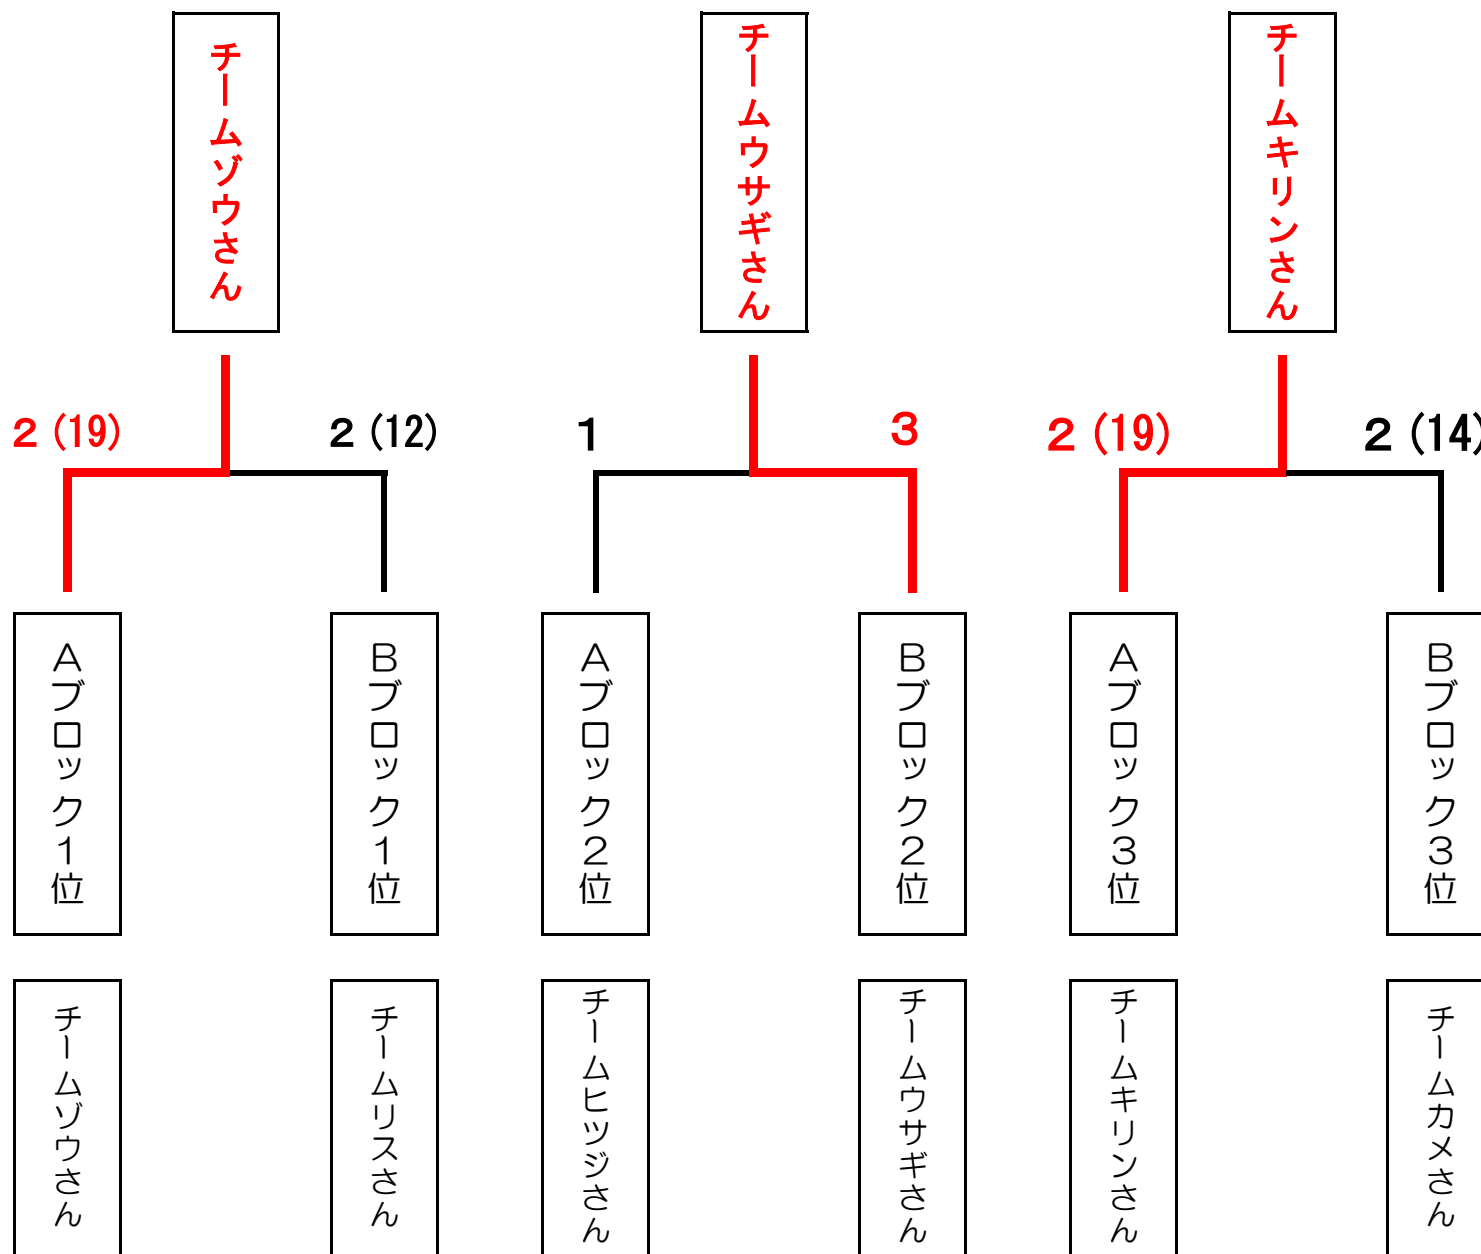 チームゾウさん
チームウサギさん
チームキリンさん
2 (19)
2 (12)
1
3
2 (19)
2 (14)
Aブロック1位
Bブロック1位
Aブロック2位
Bブロック2位
Aブロック3位
Bブロック3位
チームゾウさん
チームリスさん
チームヒツジさん
チームウサギさん
チームキリンさん
チームカメさん